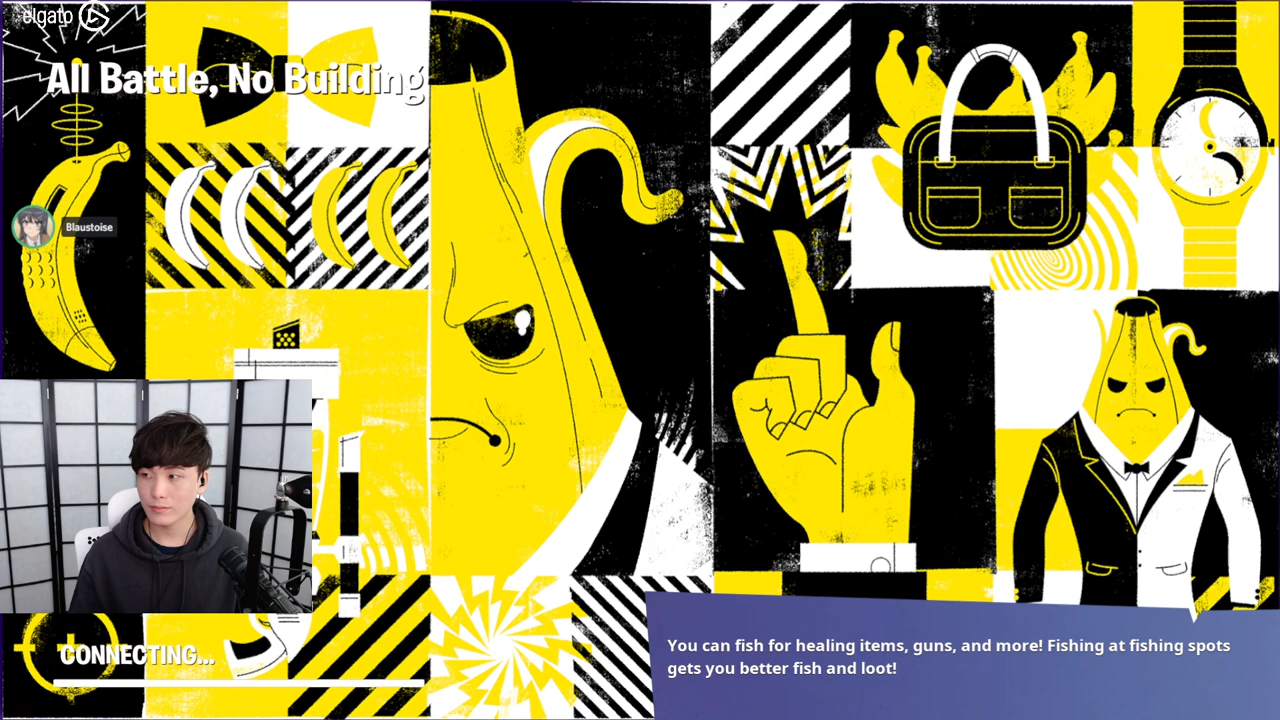 elgato
All Battle, No Building
Blaustoise
CONNECTING...
You can fish for healing items, guns, and more! Fishing at fishing spots
gets you better fish and loot!